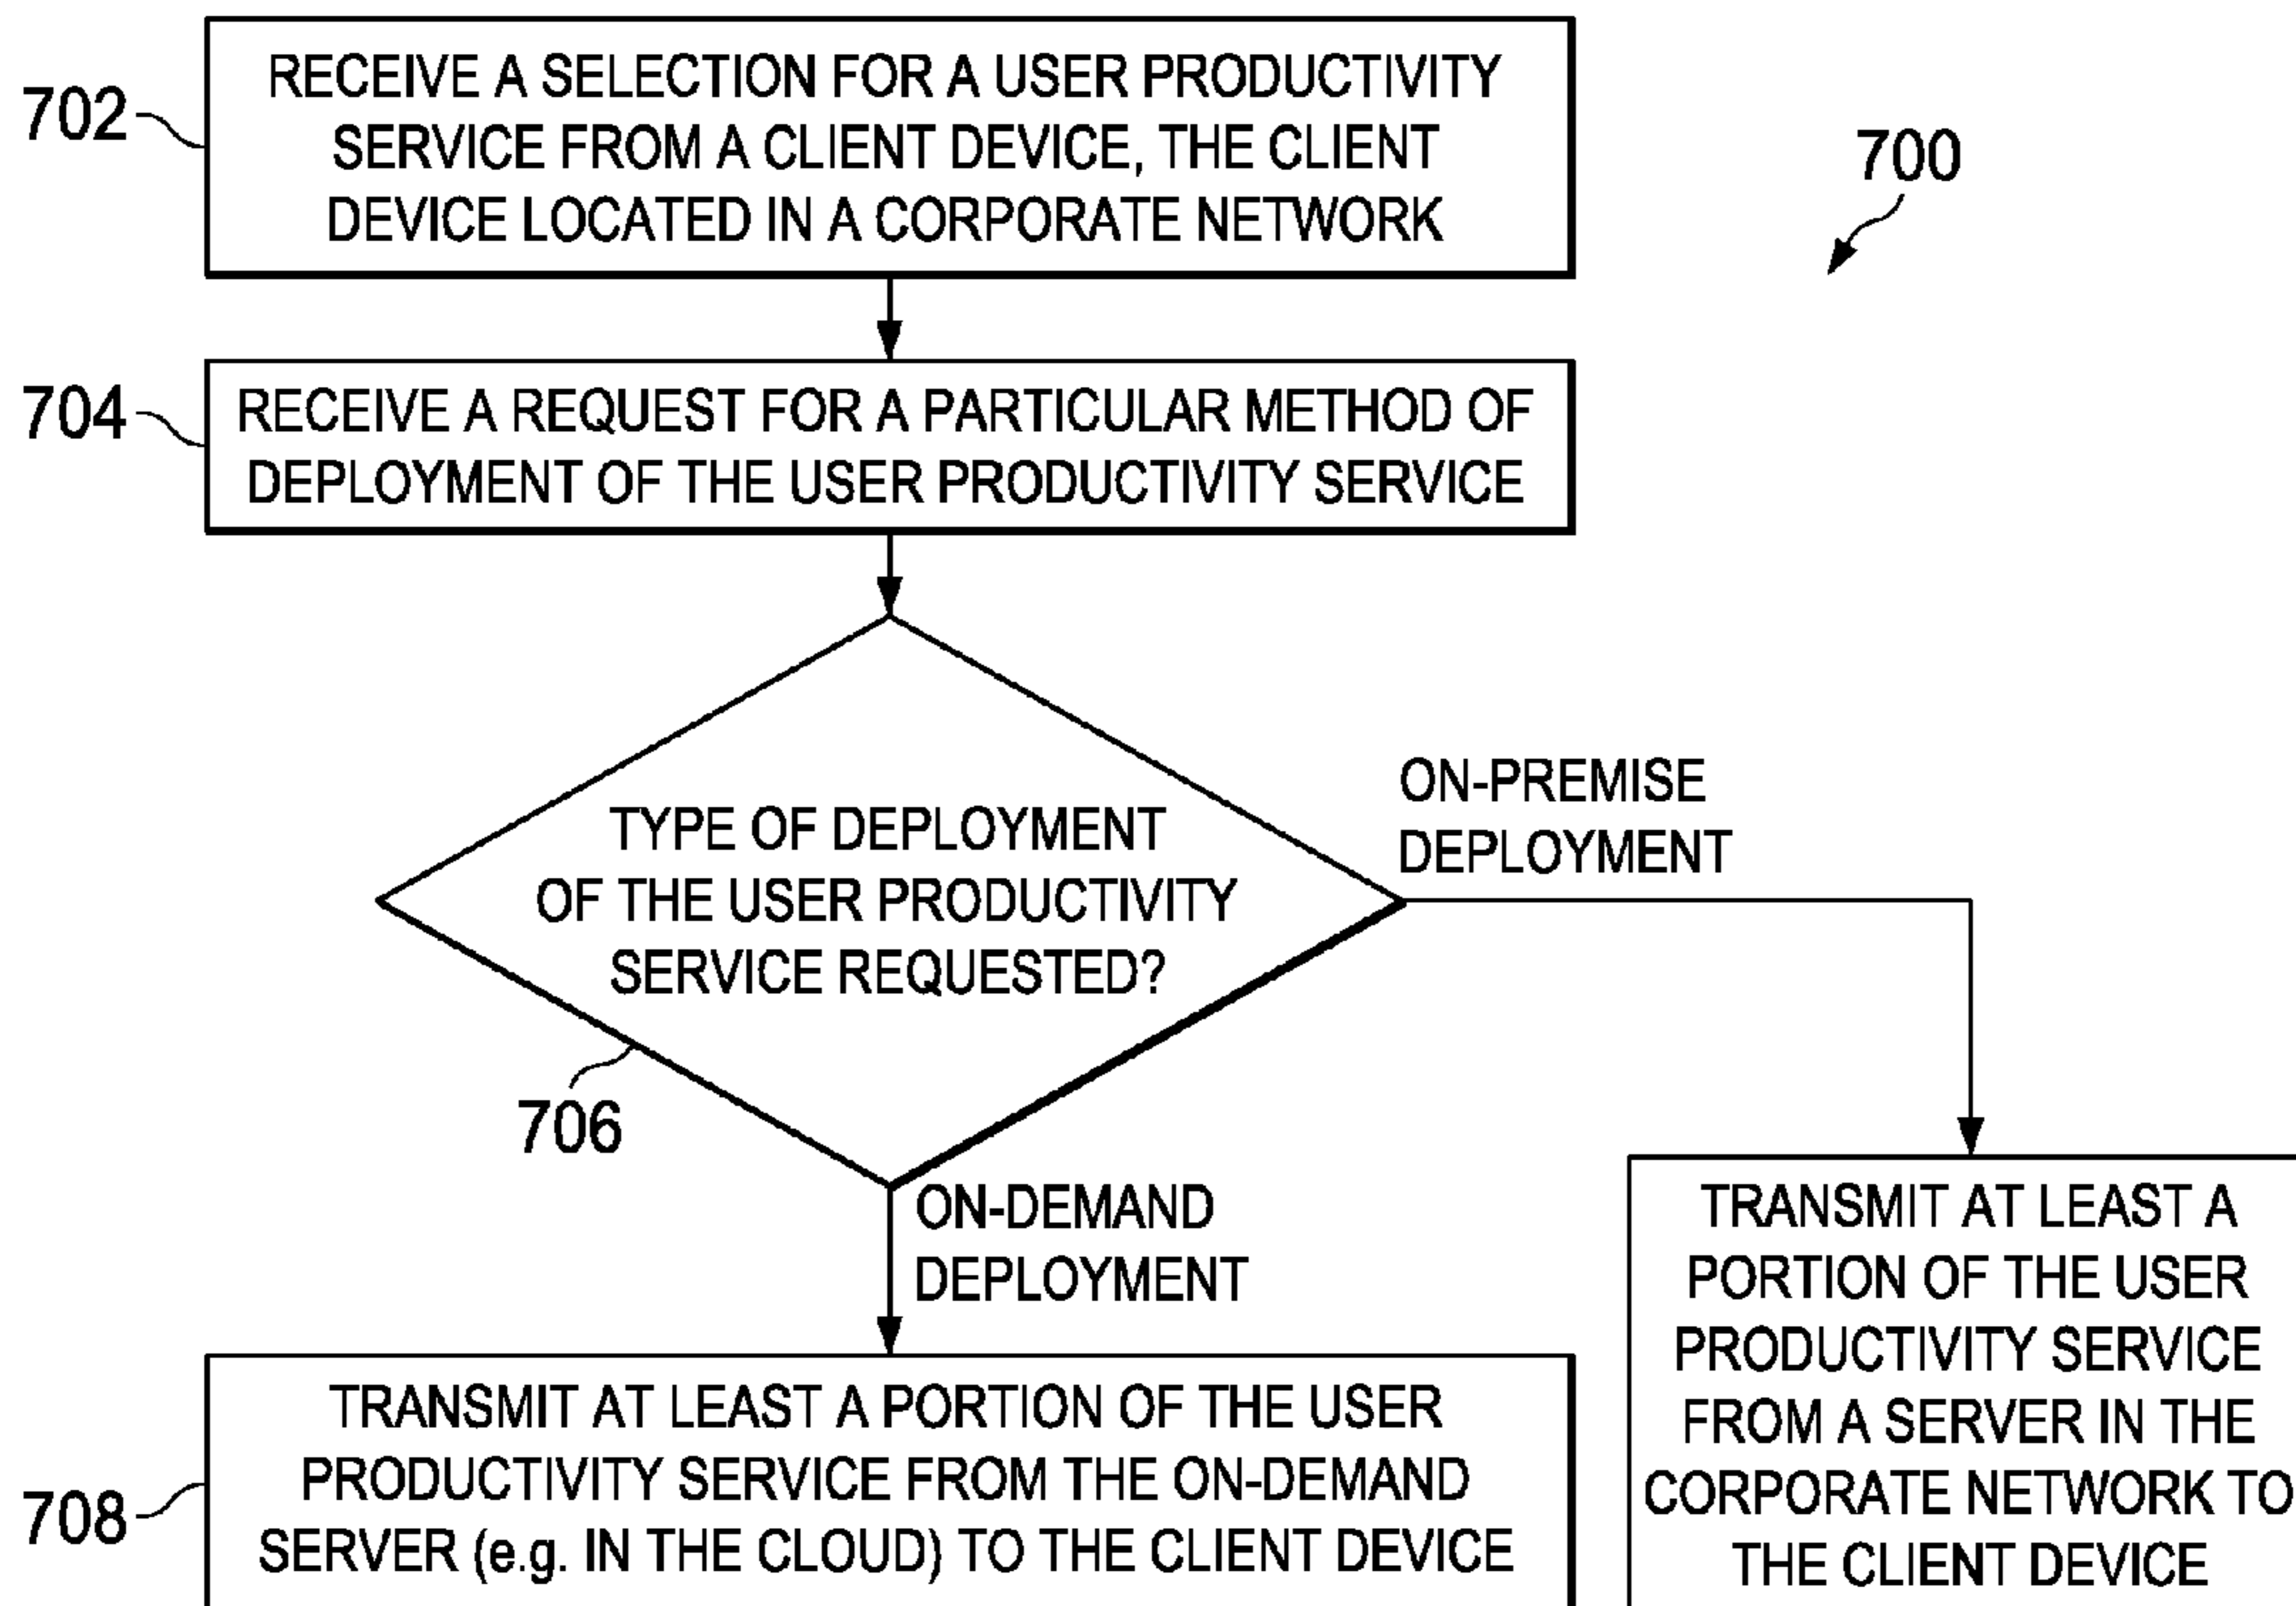 702
RECEIVE A SELECTION FOR A USER PRODUCTIVITY
SERVICE FROM A CLIENT DEVICE, THE CLIENT
DEVICE LOCATED IN A CORPORATE NETWORK
700
704
RECEIVE A REQUEST FOR A PARTICULAR METHOD OF
DEPLOYMENT OF THE USER PRODUCTIVITY SERVICE
TYPE OF DEPLOYMENT
OF THE USER PRODUCTIVITY
SERVICE REQUESTED?
706
ON-PREMISE
DEPLOYMENT
ON-DEMAND
DEPLOYMENT
708
TRANSMIT AT LEAST A PORTION OF THE USER
PRODUCTIVITY SERVICE FROM THE ON-DEMAND
SERVER (e.g. IN THE CLOUD) TO THE CLIENT DEVICE
TRANSMIT AT LEAST A
PORTION OF THE USER
PRODUCTIVITY SERVICE
FROM A SERVER IN THE
CORPORATE NETWORK TO
THE CLIENT DEVICE